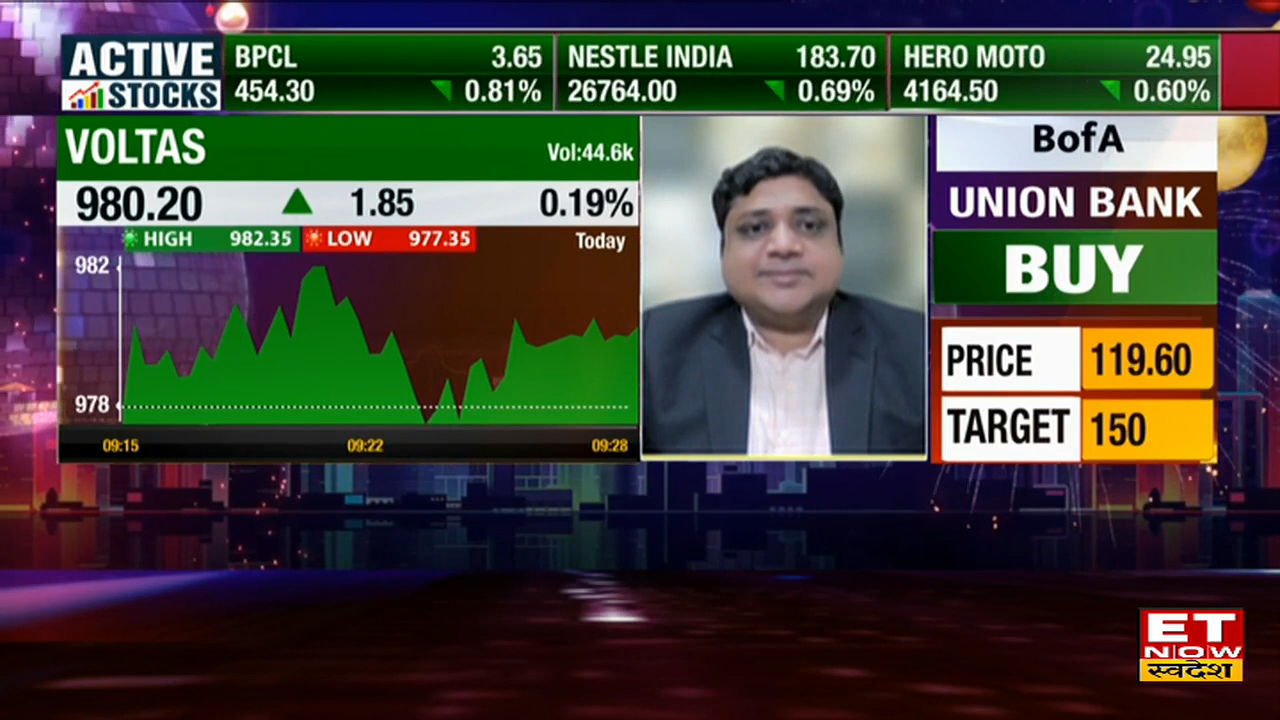 ACTIVE
STOCKS
BPCL 3.65
454.30 0.81%
NESTLE INDIA 183.70
26764.00 0.69%
HERO MOTO 24.95
4164.50 0.60%
VOLTAS
Vol:44.6k
980.20 1.85 0.19%
HIGH 982.35 LOW 977.35 Today
982
978
09:15 09:22 09:28
BofA
UNION BANK
BUY
PRICE 119.60
TARGET 150
ET
NOW
स्वदेश